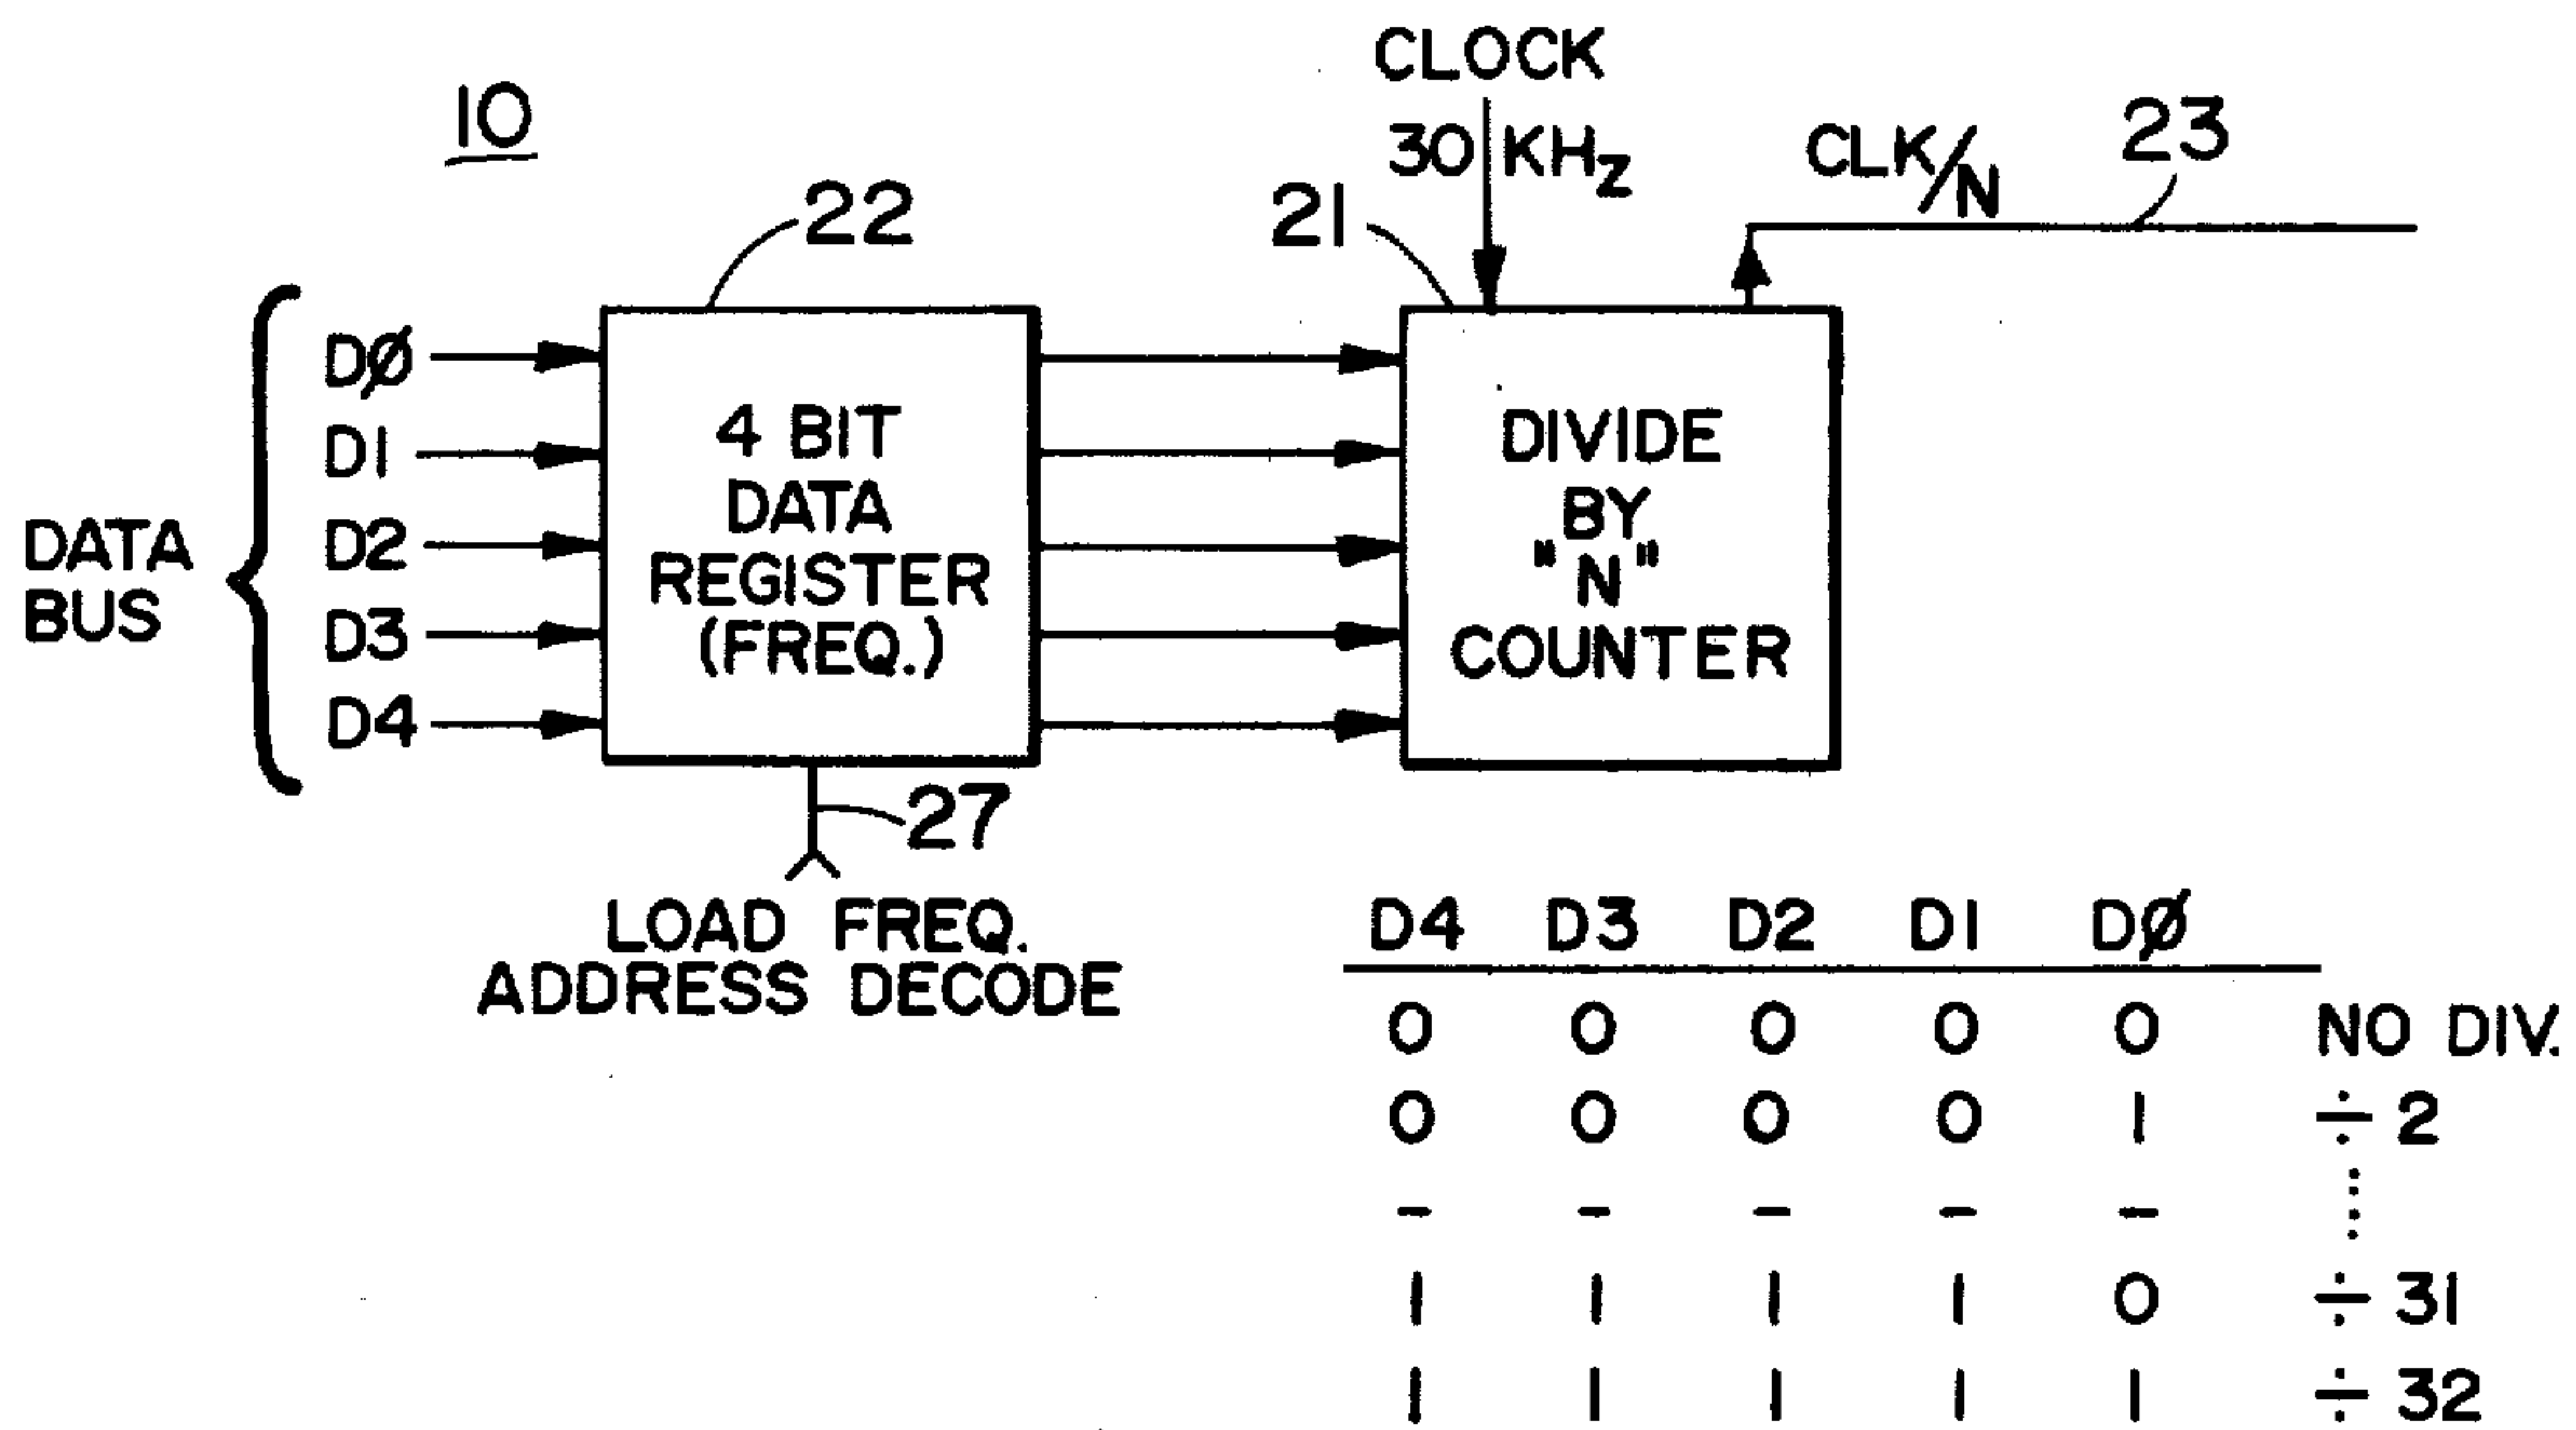 10
CLOCK
30 KHz
CLK/N
23
22
21
DATA
BUS
DØ
D1
D2
D3
D4
4 BIT
DATA
REGISTER
(FREQ.)
DIVIDE
BY
"N"
COUNTER
27
LOAD FREQ.
ADDRESS DECODE
D4 D3 D2 D1 DØ
0 0 0 0 0 NO DIV.
0 0 0 0 1 ÷ 2
- - - - - ⋮
1 1 1 1 0 ÷ 31
1 1 1 1 1 ÷ 32